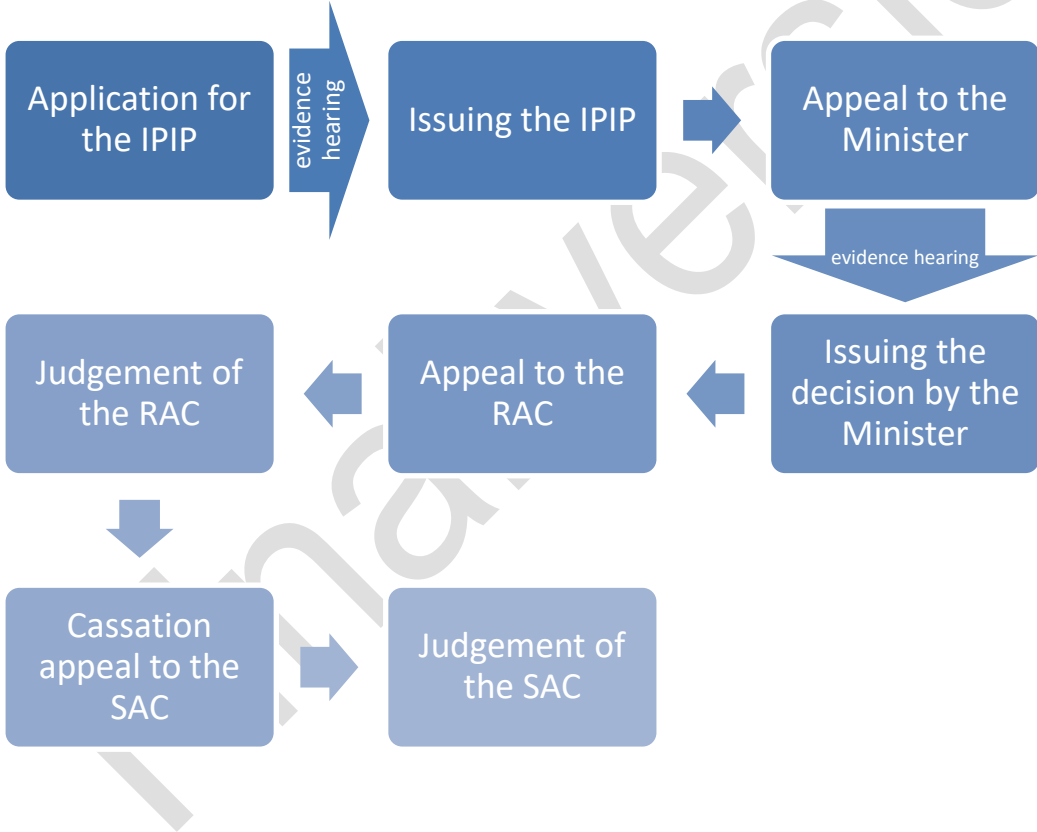 Application for
the IPIP
evidence
hearing
Issuing the IPIP
Appeal to the
Minister
evidence hearing
Issuing the
decision by the
Minister
Appeal to the
RAC
Judgement of
the RAC
Cassation
appeal to the
SAC
Judgement of
the SAC